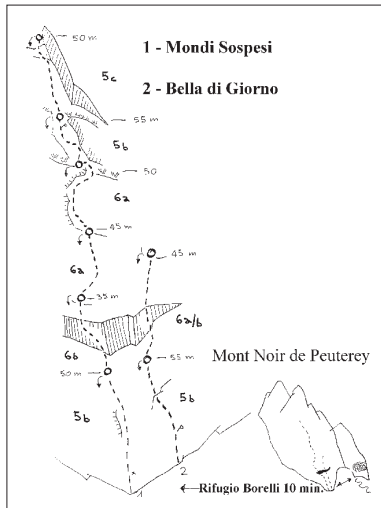 50 m
1 - Mondi Sospesi
5c
2 - Bella di Giorno
55 m
5b
50
6a
45 m
45 m
6a
35 m
6a/b
6b
Mont Noir de Peuterey
50 m
55 m
5b
5b
1
2
Rifugio Borelli 10 min.